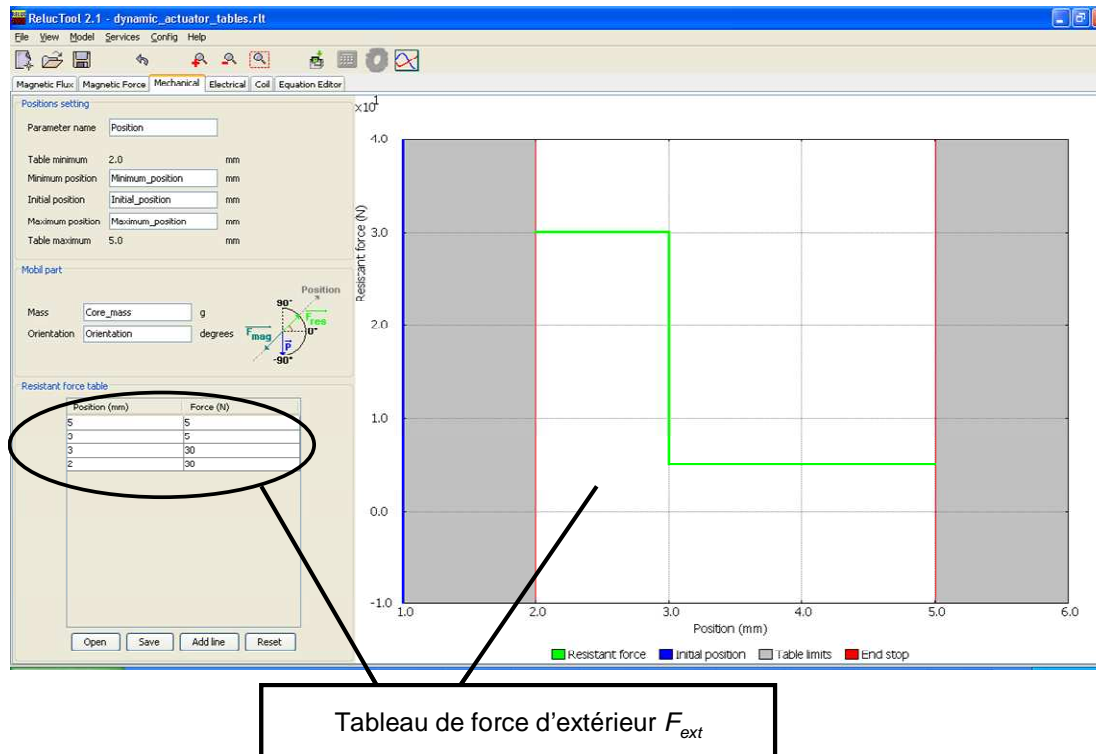 RelucTool 2.1 - dynamic_actuator_tables.rlt
File View Model Services Config Help
Magnetic Flux Magnetic Force Mechanical Electrical Coil Equation Editor
Positions setting
Parameter name Position
Table minimum 2.0 mm
Minimum position Minimum_position mm
Initial position Initial_position mm
Maximum position Maximum_position mm
Table maximum 5.0 mm
Mobil part
Mass Core_mass g
Orientation Orientation degrees
Position
90°
Fres
Fmag
0°
P
-90°
Resistant force table
Position (mm) Force (N)
5 5
3 5
3 30
2 30
Open Save Add line Reset
×10¹
4.0
3.0
2.0
1.0
0.0
-1.0
Resistant force (N)
1.0 2.0 3.0 4.0 5.0 6.0
Position (mm)
Resistant force Initial position Table limits End stop
Tableau de force d'extérieur Fext